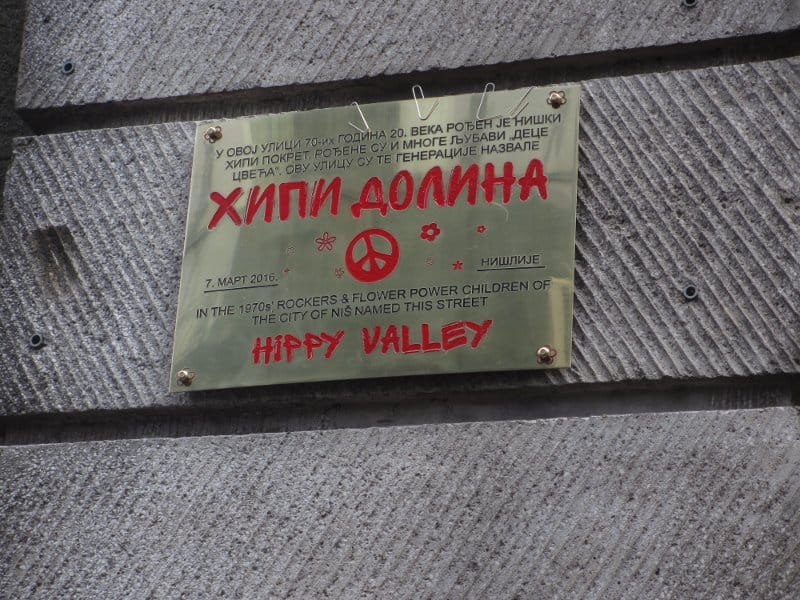 У ОВОЈ УЛИЦИ 70-их ГОДИНА 20. ВЕКА РОЂЕН ЈЕ НИШКИ
ХИПИ ПОКРЕТ. РОЂЕНЕ СУ И МНОГЕ ЉУБАВИ „ДЕЦЕ
ЦВЕЋА“. ОВУ УЛИЦУ СУ ТЕ ГЕНЕРАЦИЈЕ НАЗВАЛЕ
ХИПИ ДОЛИНА
7. МАРТ 2016.
НИШЛИЈЕ
IN THE 1970s' ROCKERS & FLOWER POWER CHILDREN OF
THE CITY OF NIŠ NAMED THIS STREET
HIPPY VALLEY